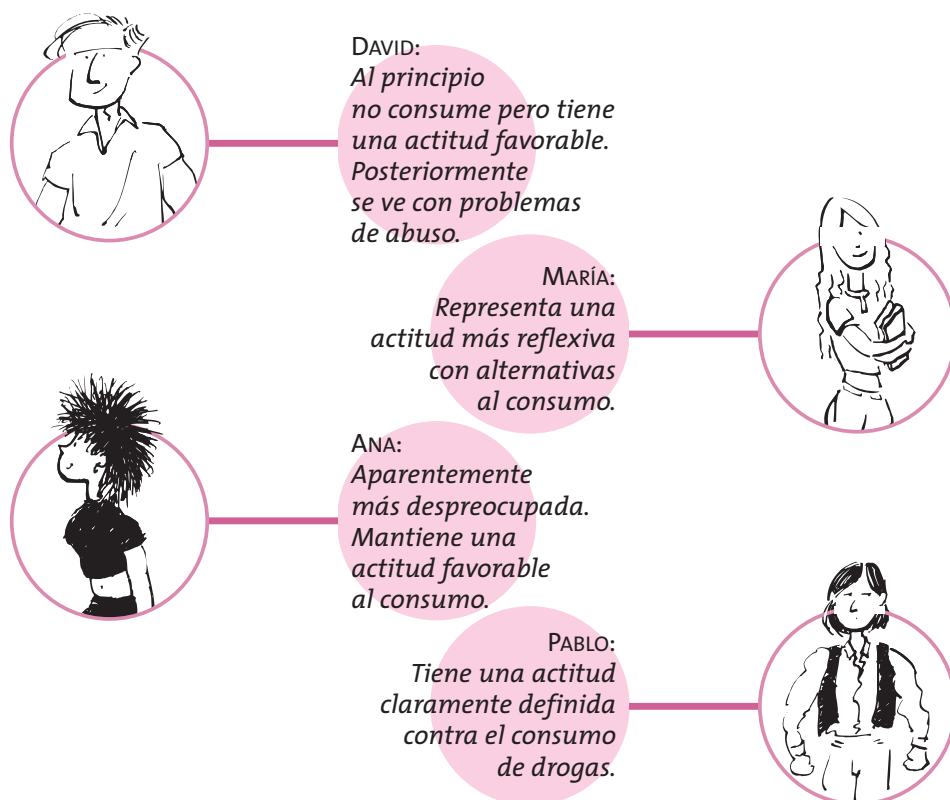 DAVID:
Al principio
no consume pero tiene
una actitud favorable.
Posteriormente
se ve con problemas
de abuso.
MARÍA:
Representa una
actitud más reflexiva
con alternativas
al consumo.
ANA:
Aparentemente
más despreocupada.
Mantiene una
actitud favorable
al consumo.
PABLO:
Tiene una actitud
claramente definida
contra el consumo
de drogas.